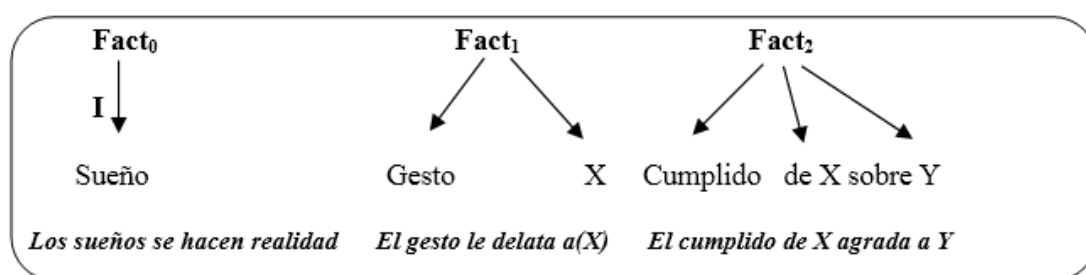 Fact₀ Fact₁ Fact₂
I
Sueño Gesto X Cumplido de X sobre Y
Los sueños se hacen realidad El gesto le delata a(X) El cumplido de X agrada a Y